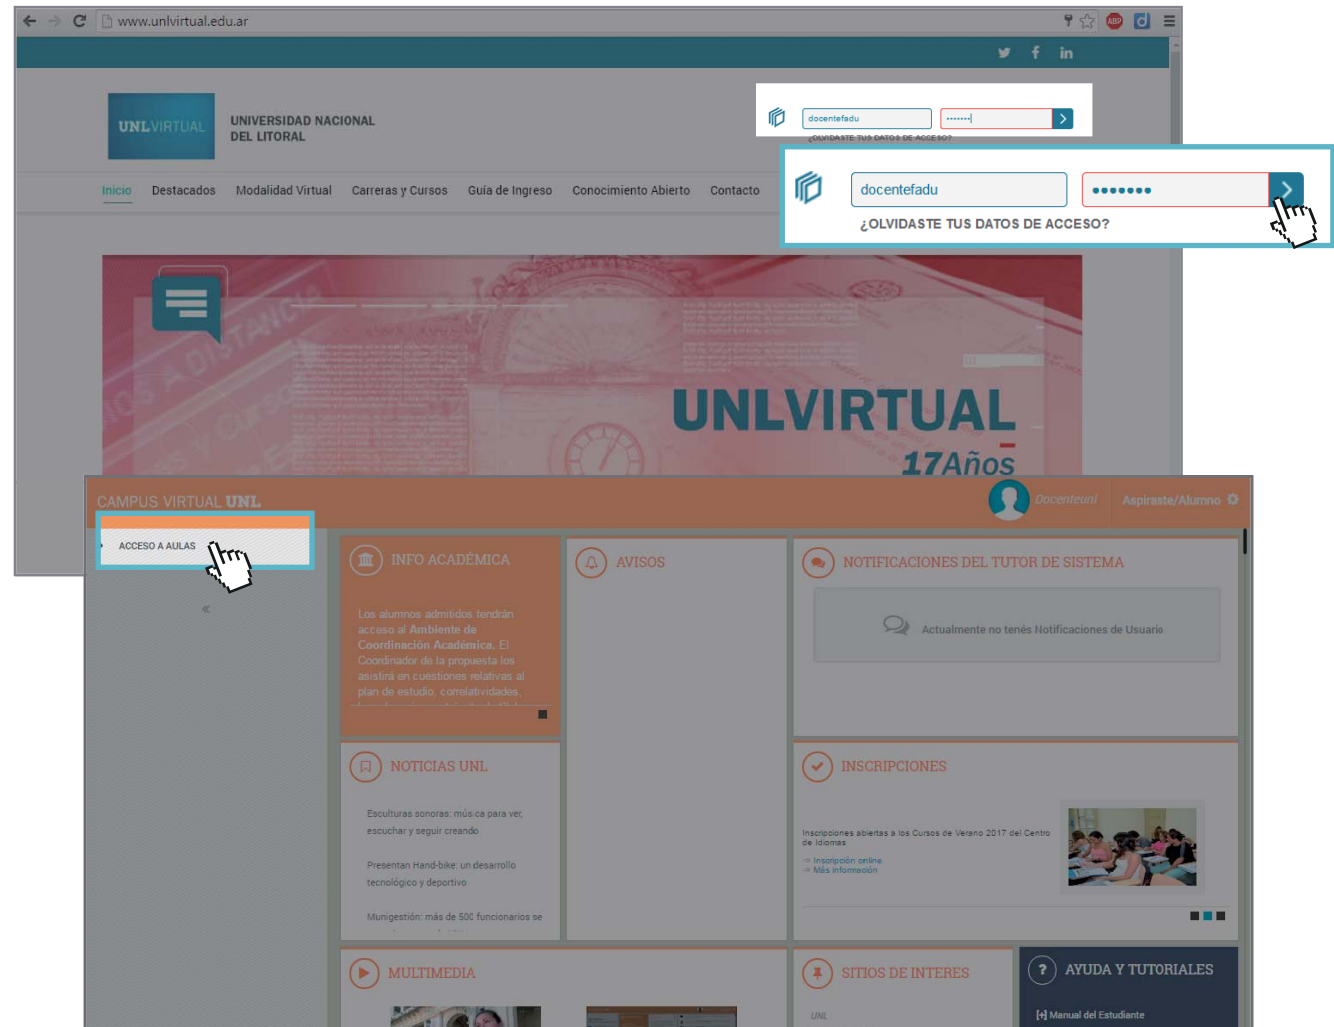 www.unlvirtual.edu.ar
ABP
UNLVIRTUAL
UNIVERSIDAD NACIONAL
DEL LITORAL
docentefadu
¿OLVIDASTE TUS DATOS DE ACCESO?
Inicio Destacados Modalidad Virtual Carreras y Cursos Guía de Ingreso Conocimiento Abierto Contacto
docentefadu
¿OLVIDASTE TUS DATOS DE ACCESO?
UNLVIRTUAL
17Años
CAMPUS VIRTUAL UNL
Docenteunl Aspiraste/Alumno
ACCESO A AULAS
INFO ACADÉMICA
Los alumnos admitidos tendrán
acceso al Ambiente de
Coordinación Académica. El
Coordinador de la propuesta los
asistirá en cuestiones relativas al
plan de estudio, correlatividades,
AVISOS
NOTIFICACIONES DEL TUTOR DE SISTEMA
Actualmente no tenés Notificaciones de Usuario
NOTICIAS UNL
Esculturas sonoras: música para ver,
escuchar y seguir creando
Presentan Hand-bike: un desarrollo
tecnológico y deportivo
Munigestión: más de 500 funcionarios se
INSCRIPCIONES
Inscripciones abiertas a los Cursos de Verano 2017 del Centro
de Idiomas
Inscripción online
Más información
MULTIMEDIA
SITIOS DE INTERES
UNL
AYUDA Y TUTORIALES
[+] Manual del Estudiante